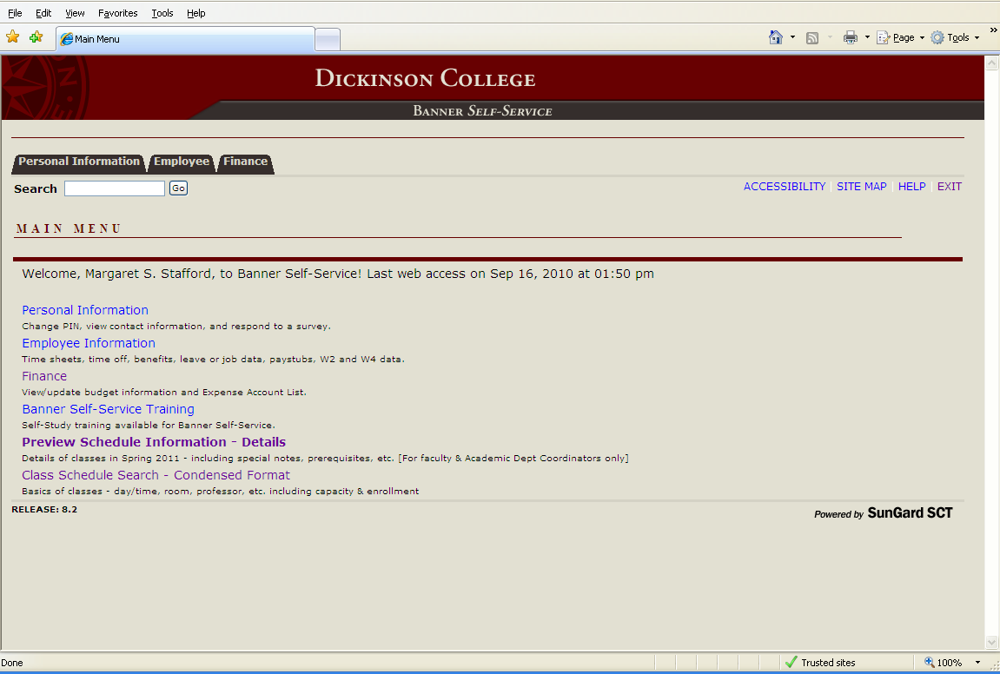 File Edit View Favorites Tools Help
Main Menu
Page Tools »
DICKINSON COLLEGE
BANNER SELF-SERVICE
Personal Information Employee Finance
Search Go ACCESSIBILITY | SITE MAP | HELP | EXIT
MAIN MENU
Welcome, Margaret S. Stafford, to Banner Self-Service! Last web access on Sep 16, 2010 at 01:50 pm
Personal Information
Change PIN, view contact information, and respond to a survey.
Employee Information
Time sheets, time off, benefits, leave or job data, paystubs, W2 and W4 data.
Finance
View/update budget information and Expense Account List.
Banner Self-Service Training
Self-Study training available for Banner Self-Service.
Preview Schedule Information - Details
Details of classes in Spring 2011 - including special notes, prerequisites, etc. [For faculty & Academic Dept Coordinators only]
Class Schedule Search - Condensed Format
Basics of classes - day/time, room, professor, etc. including capacity & enrollment
RELEASE: 8.2
Powered by SunGard SCT
Done Trusted sites 100%